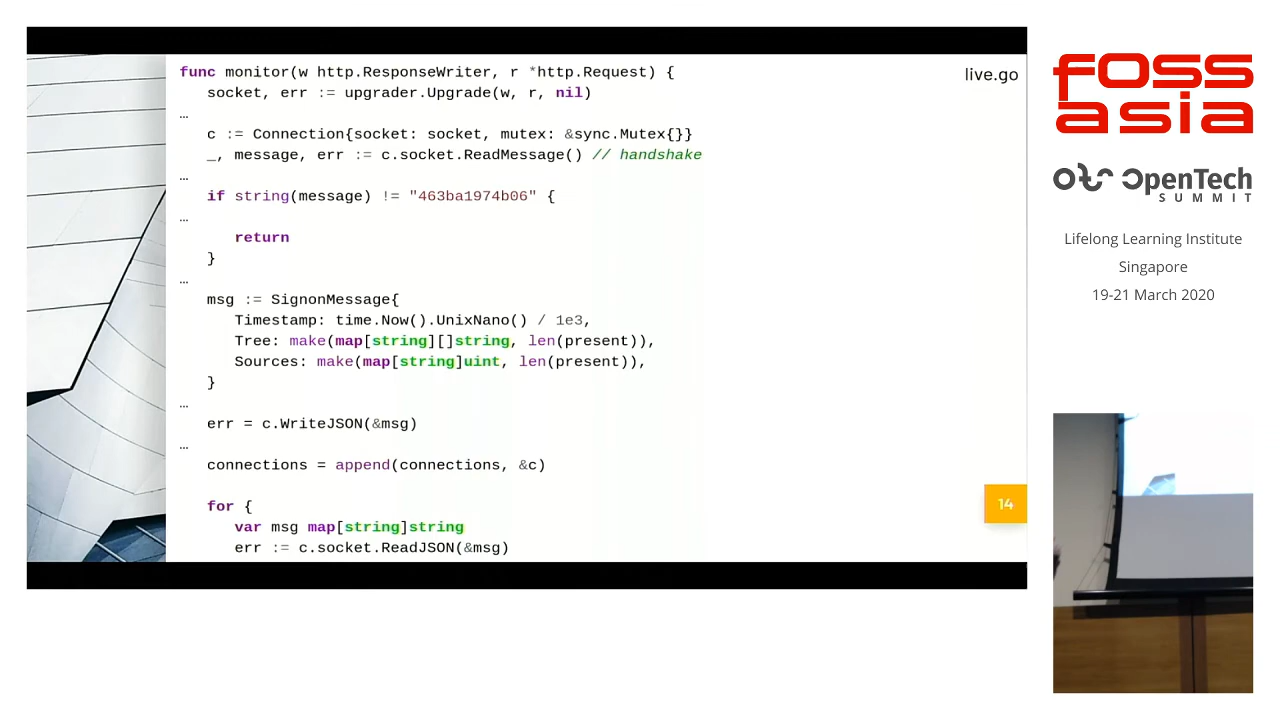 func monitor(w http.ResponseWriter, r *http.Request) {
socket, err := upgrader.Upgrade(w, r, nil)
…
c := Connection{socket: socket, mutex: &sync.Mutex{}}
_, message, err := c.socket.ReadMessage() // handshake
…
if string(message) != "463ba1974b06" {
…
return
}
…
msg := SignonMessage{
Timestamp: time.Now().UnixNano() / 1e3,
Tree: make(map[string][]string, len(present)),
Sources: make(map[string]uint, len(present)),
}
…
err = c.WriteJSON(&msg)
…
connections = append(connections, &c)
for {
var msg map[string]string
err := c.socket.ReadJSON(&msg)
live.go
14
FOSS
asia
OpenTech
SUMMIT
Lifelong Learning Institute
Singapore
19-21 March 2020